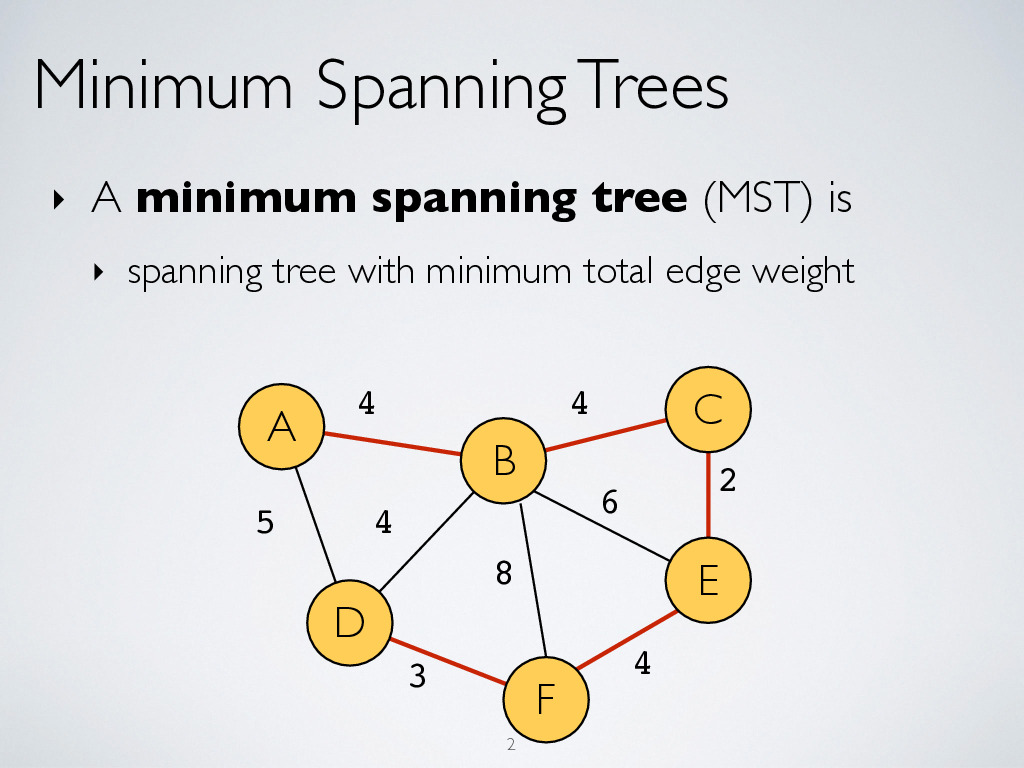 Minimum Spanning Trees
‣ A minimum spanning tree (MST) is
‣ spanning tree with minimum total edge weight
4
4
C
A
B
2
6
5
4
8
E
D
4
3
F
2